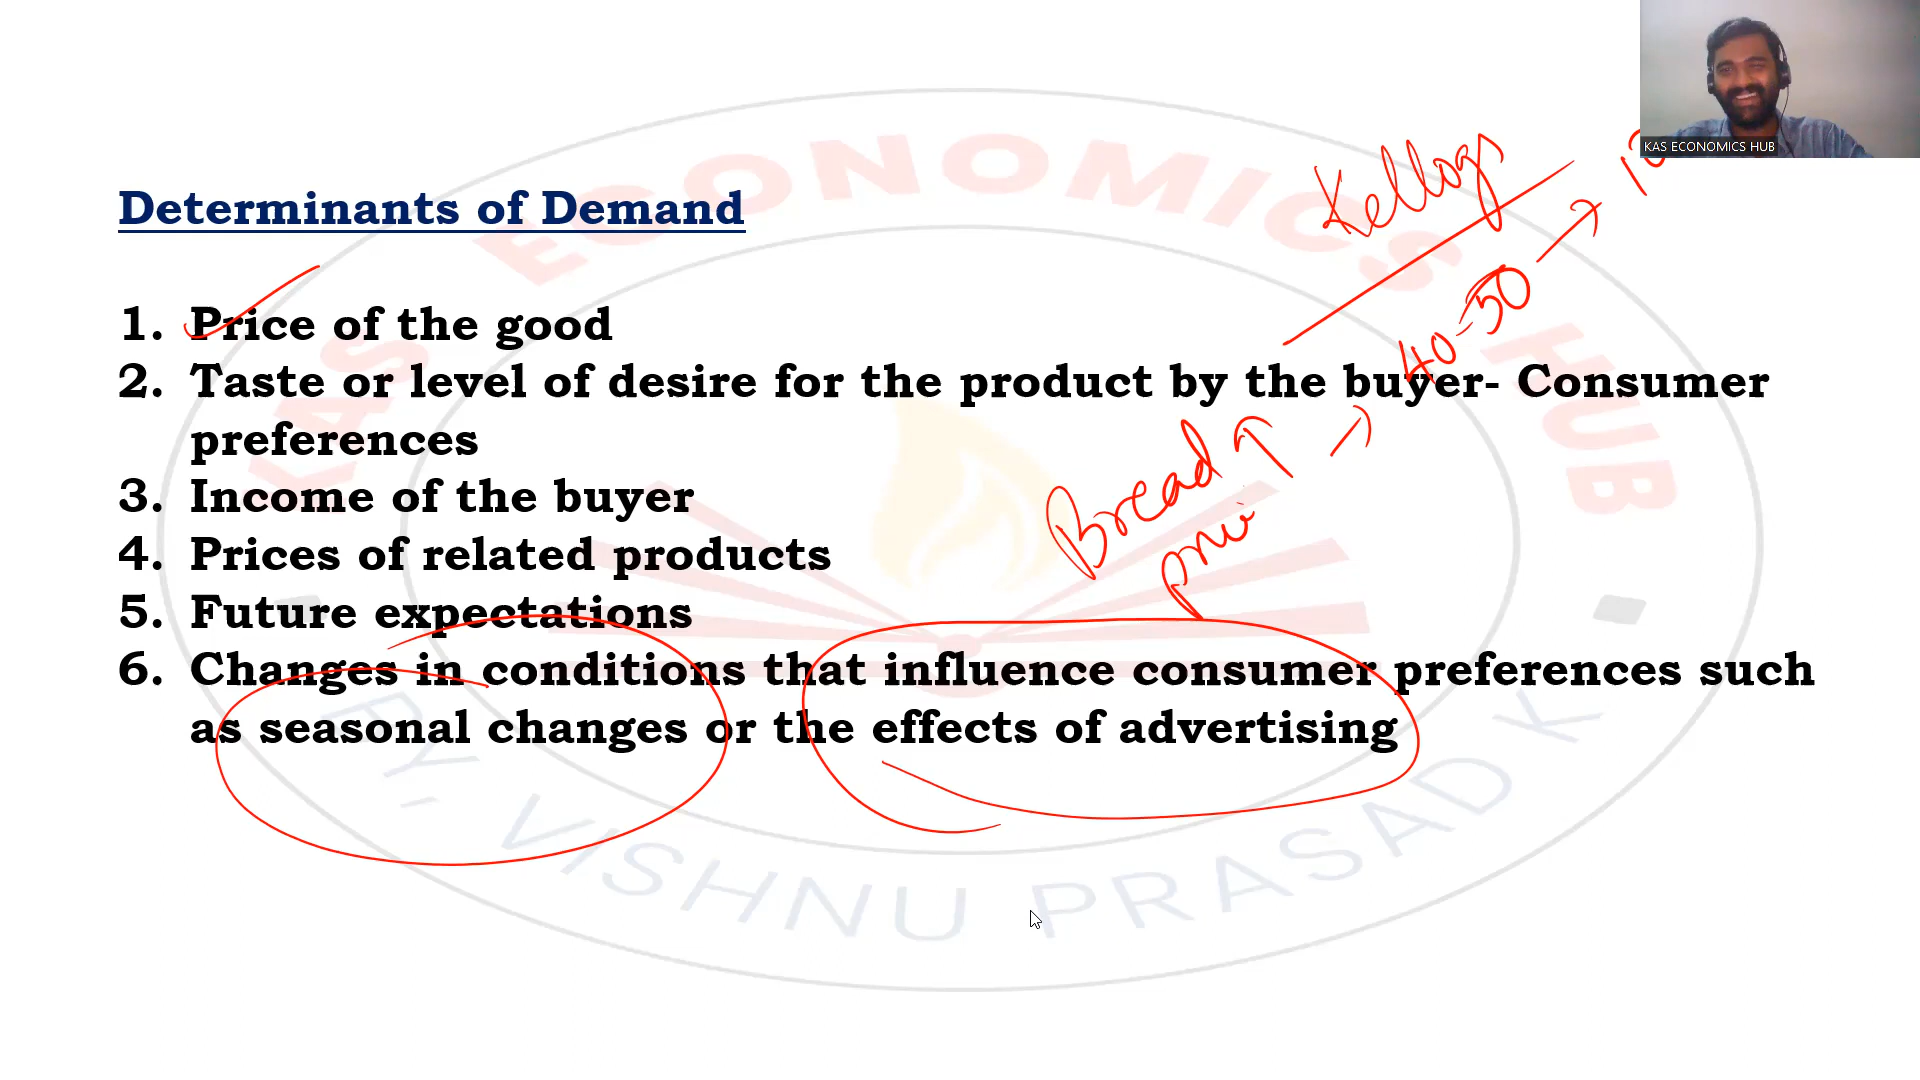 KAS ECONOMICS HUB
KAS ECONOMICS HUB
Determinants of Demand
Kellogs
1. Price of the good
40-50
2. Taste or level of desire for the product by the buyer- Consumer
preferences
Bread
3. Income of the buyer
4. Prices of related products
5. Future expectations
6. Changes in conditions that influence consumer preferences such
as seasonal changes or the effects of advertising
BY, VISHNU PRASAD K